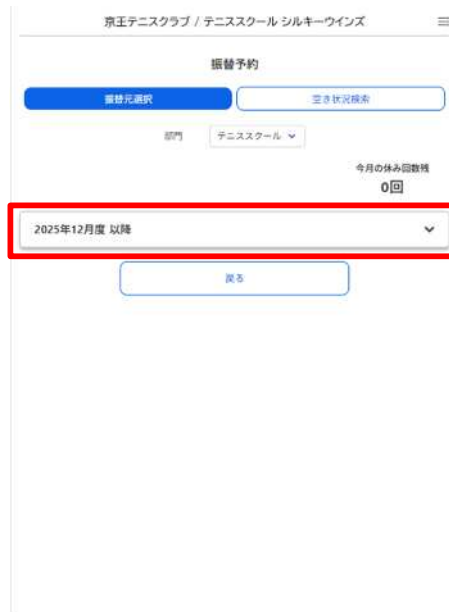 京王テニスクラブ / テニススクール シルキーウインズ
振替予約
振替元選択 空き状況検索
部門 テニススクール
今月の休み回数残
0回
2025年12月度 以降
戻る